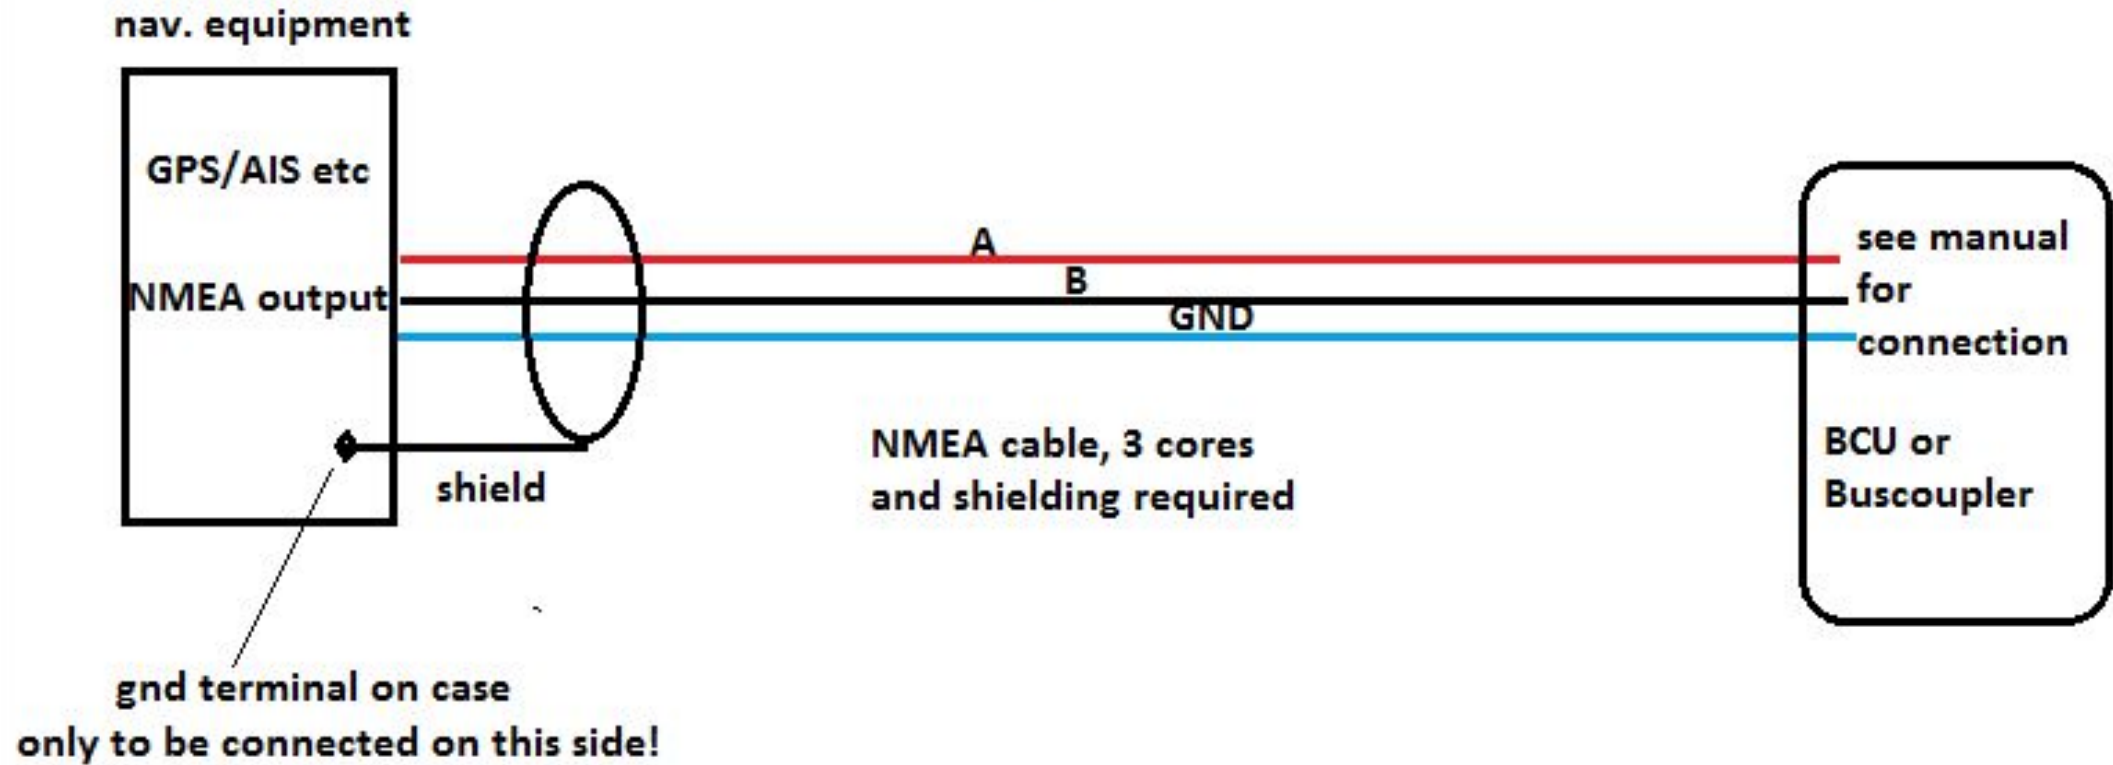 nav. equipment
GPS/AIS etc
NMEA output
shield
gnd terminal on case
only to be connected on this side!
A
B
GND
NMEA cable, 3 cores
and shielding required
see manual
for
connection
BCU or
Buscoupler